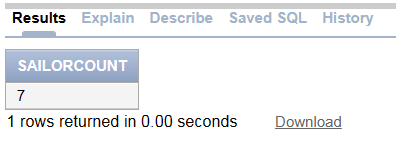 Results Explain Describe Saved SQL History
SAILORCOUNT
7
1 rows returned in 0.00 seconds Download